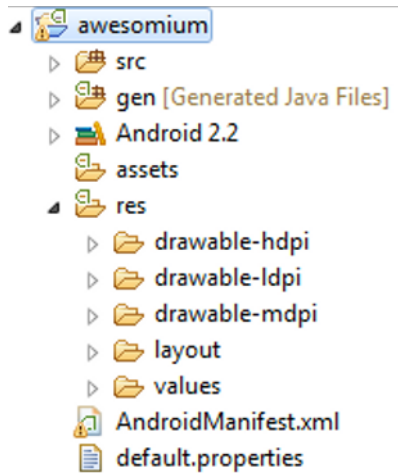 awesomium
src
gen [Generated Java Files]
Android 2.2
assets
res
drawable-hdpi
drawable-ldpi
drawable-mdpi
layout
values
AndroidManifest.xml
default.properties